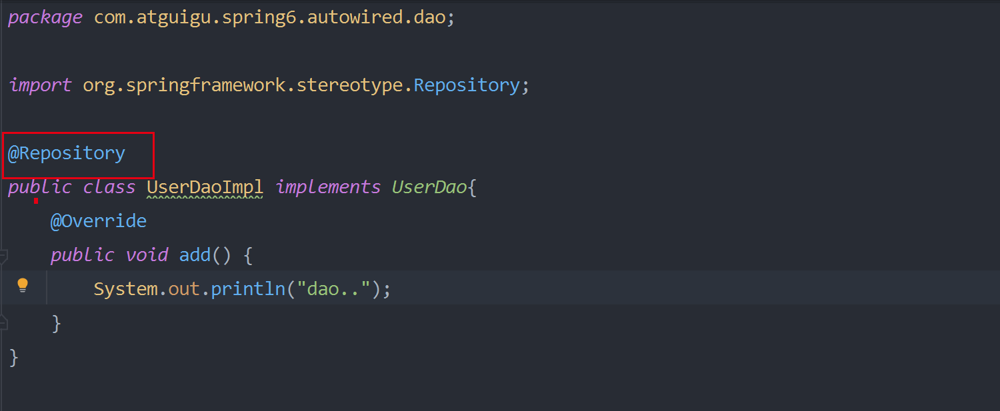 package com.atguigu.spring6.autowired.dao;
import org.springframework.stereotype.Repository;
@Repository
public class UserDaoImpl implements UserDao{
@Override
public void add() {
System.out.println("dao..");
}
}